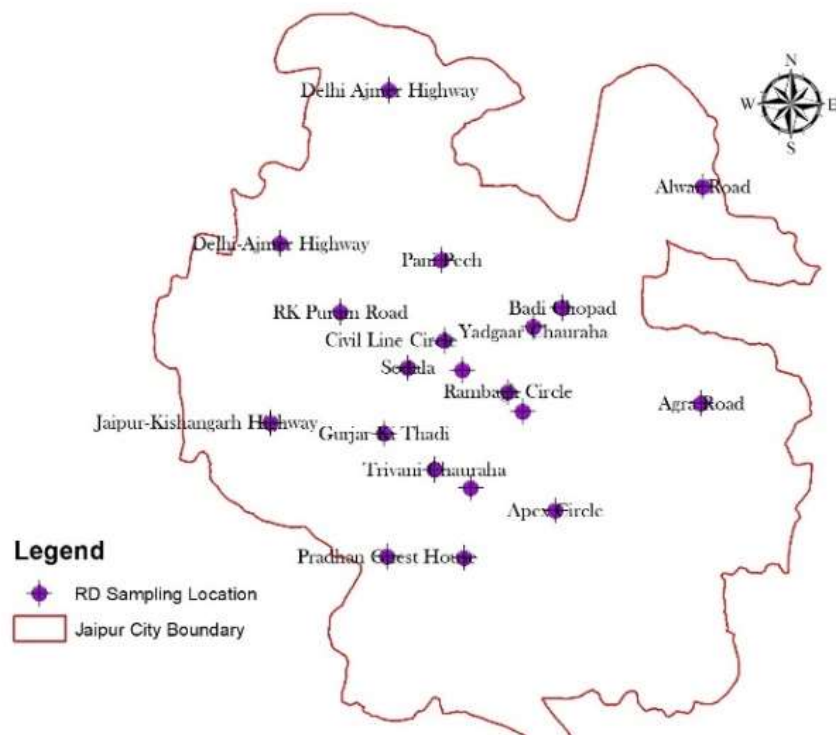 N
W E
S
Delhi Ajmer Highway
Alwar Road
Delhi-Ajmer Highway
Pani Pech
Badi Chopad
RK Puram Road
Yadgaar Chauraha
Civil Line Circle
Sodala
Rambagh Circle
Agra Road
Jaipur-Kishangarh Highway
Gurjar Ki Thadi
Trivani Chauraha
Apex Circle
Pradhan Guest House
Legend
RD Sampling Location
Jaipur City Boundary